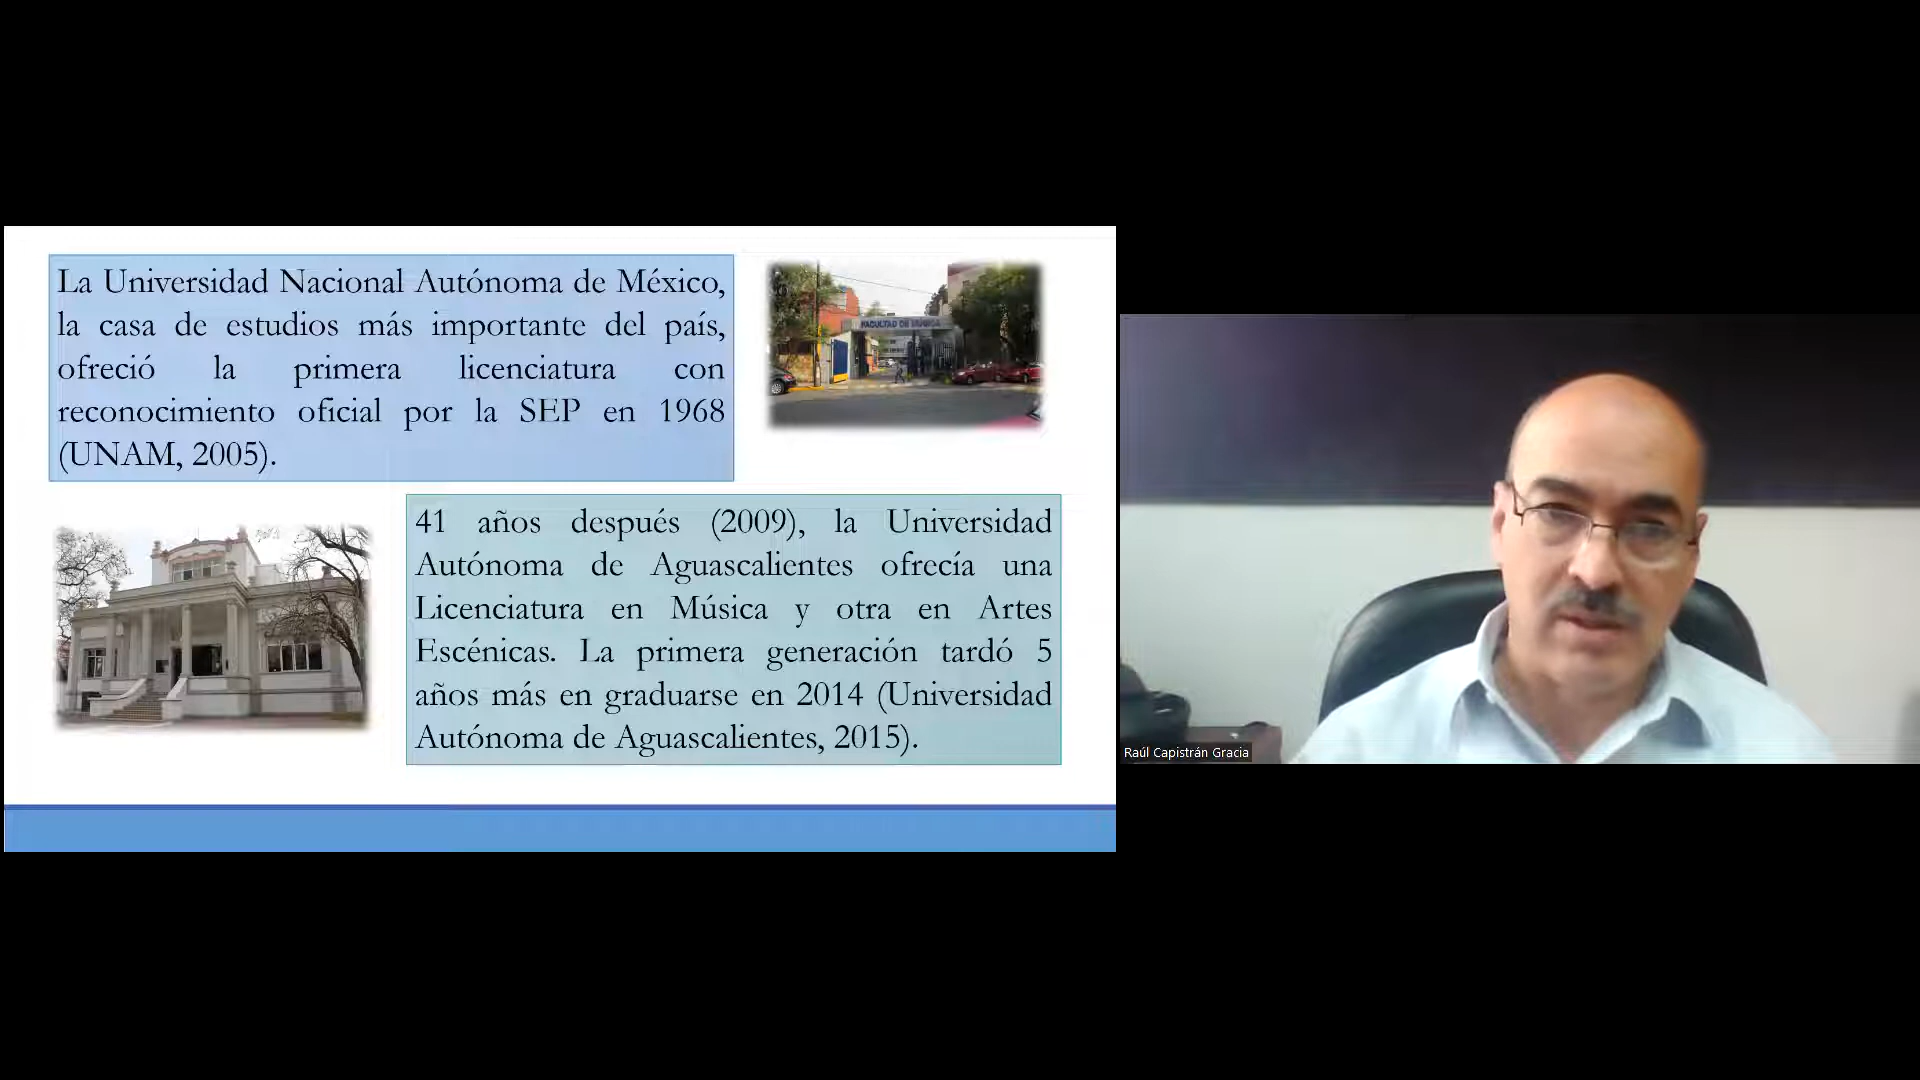 La Universidad Nacional Autónoma de México,
la casa de estudios más importante del país,
ofreció la primera licenciatura con
reconocimiento oficial por la SEP en 1968
(UNAM, 2005).
FACULTAD DE MÚSICA
41 años después (2009), la Universidad
Autónoma de Aguascalientes ofrecía una
Licenciatura en Música y otra en Artes
Escénicas. La primera generación tardó 5
años más en graduarse en 2014 (Universidad
Autónoma de Aguascalientes, 2015).
Raúl Capistrán Gracia